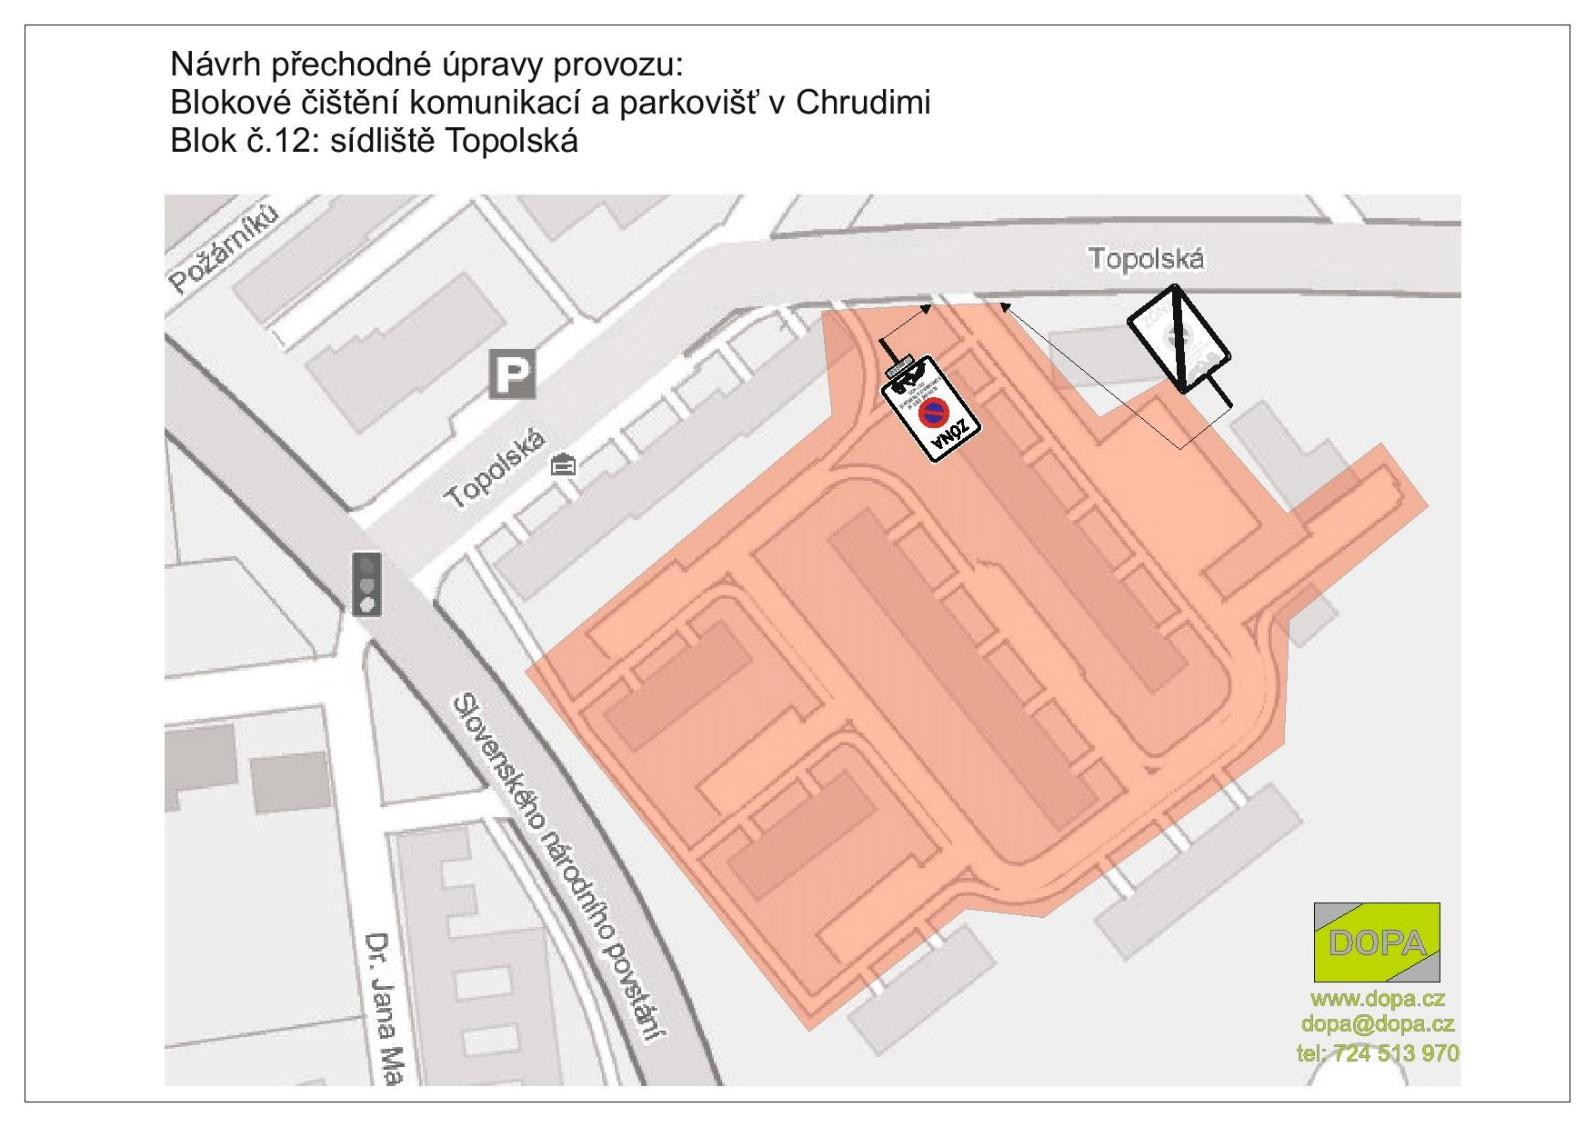 Návrh přechodné úpravy provozu:
Blokové čištění komunikací a parkovišť v Chrudimi
Blok č.12: sídliště Topolská
Požárníků
Topolská
P
Topolská
ZÓNA
Slovenského národního povstání
Dr. Jana Ma
DOPA
www.dopa.cz
dopa@dopa.cz
tel: 724 513 970